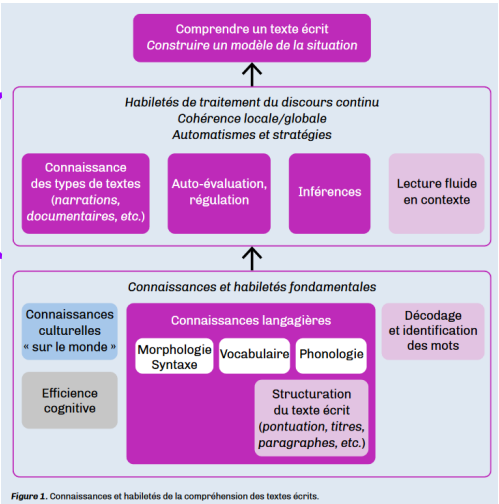 Comprendre un texte écrit
Construire un modèle de la situation
Habiletés de traitement du discours continu
Cohérence locale/globale
Automatismes et stratégies
Connaissance
des types de textes
(narrations,
documentaires, etc.)
Auto-évaluation,
régulation
Inférences
Lecture fluide
en contexte
Connaissances et habiletés fondamentales
Connaissances
culturelles
« sur le monde »
Efficience
cognitive
Connaissances langagières
Morphologie
Syntaxe
Vocabulaire
Phonologie
Structuration
du texte écrit
(pontuation, titres,
paragraphes, etc.)
Décodage
et identification
des mots
Figure 1. Connaissances et habiletés de la compréhension des textes écrits.